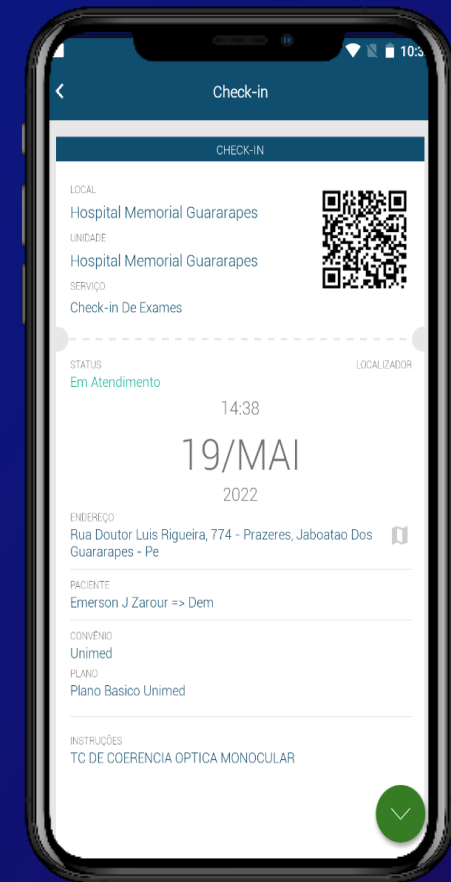 10:3
Check-in
CHECK-IN
LOCAL
Hospital Memorial Guararapes
UNIDADE
Hospital Memorial Guararapes
SERVIÇO
Check-in De Exames
STATUS
LOCALIZADOR
Em Atendimento
14:38
19/MAI
2022
ENDEREÇO
Rua Doutor Luis Rigueira, 774 - Prazeres, Jaboatao Dos
Guararapes - Pe
PACIENTE
Emerson J Zarour => Dem
CONVÊNIO
Unimed
PLANO
Plano Basico Unimed
INSTRUÇÕES
TC DE COERENCIA OPTICA MONOCULAR